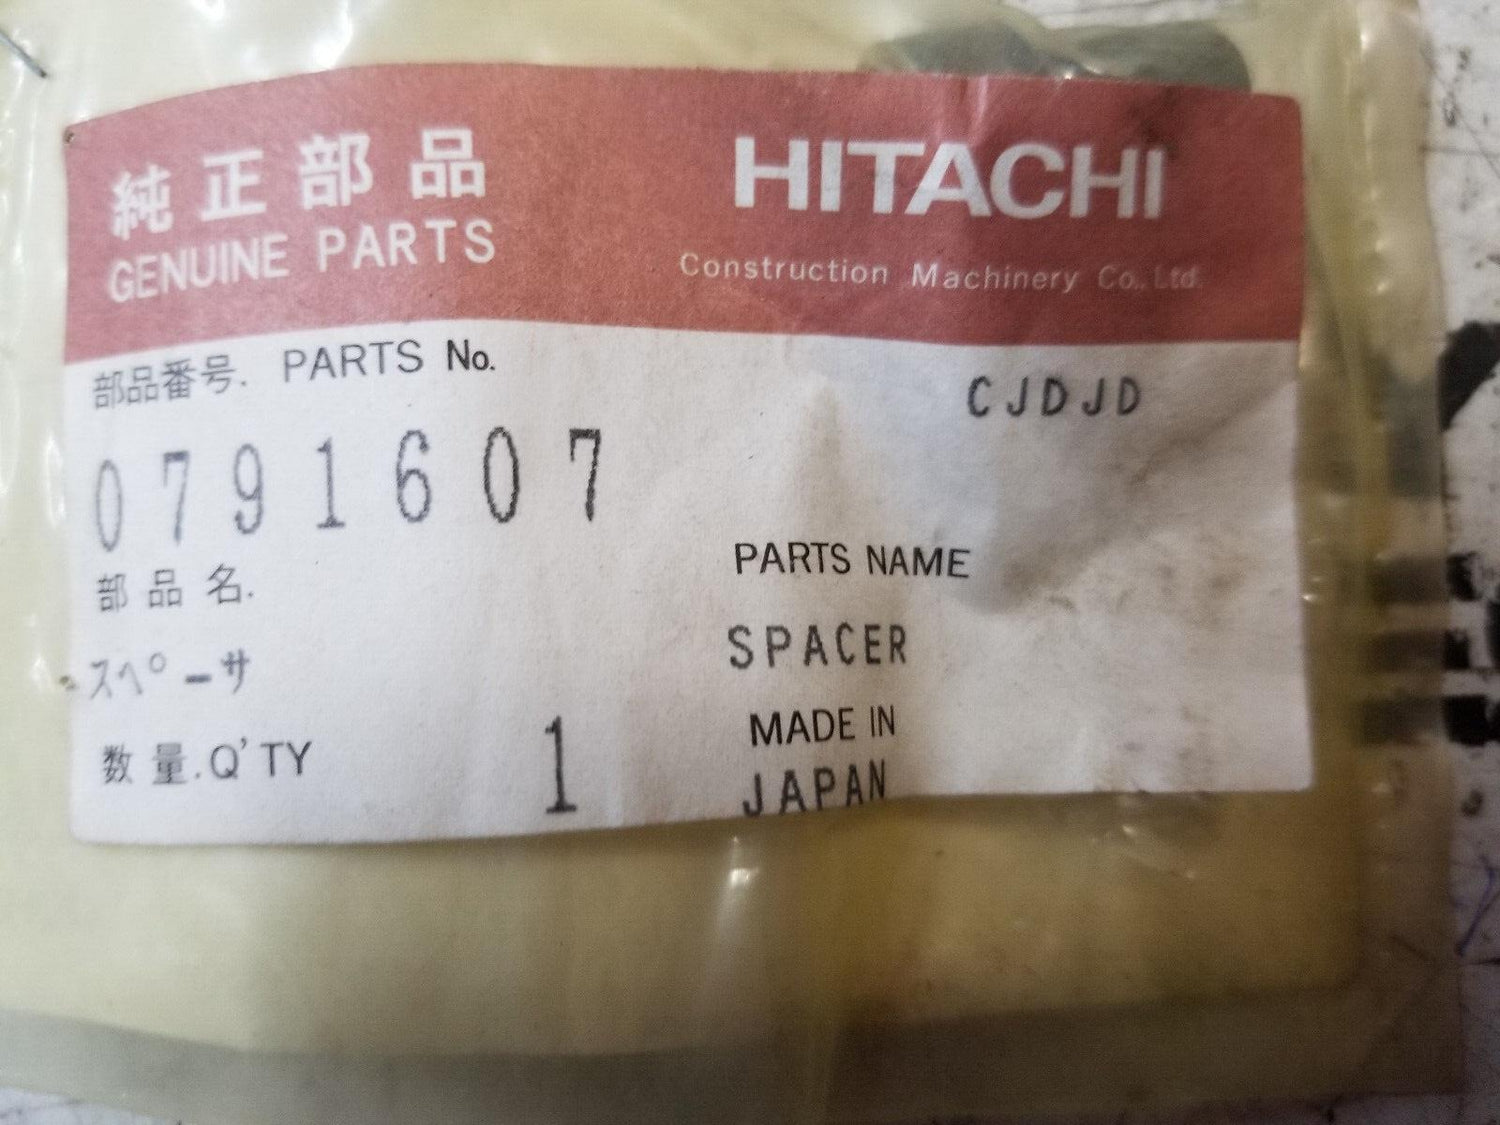 純正部品
GENUINE PARTS
HITACHI
Construction Machinery Co., Ltd.
部品番号. PARTS No.
CJDJD
0791607
部品名.
PARTS NAME
スペーサ
SPACER
数量. Q'TY 1
MADE IN
JAPAN